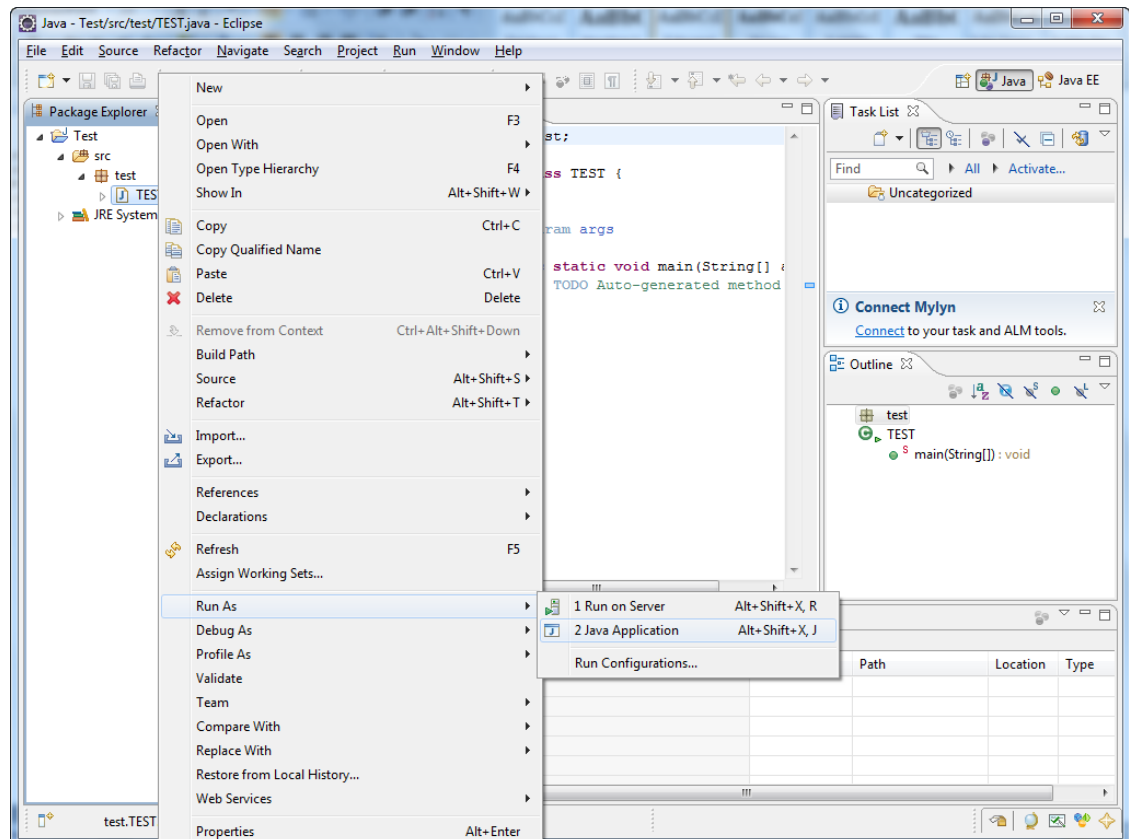 Java - Test/src/test/TEST.java - Eclipse
File Edit Source Refactor Navigate Search Project Run Window Help
Java Java EE
Package Explorer
Test
src
test
TES
JRE System
New
Open F3
Open With
Open Type Hierarchy F4
Show In Alt+Shift+W
Copy Ctrl+C
Copy Qualified Name
Paste Ctrl+V
Delete Delete
Remove from Context Ctrl+Alt+Shift+Down
Build Path
Source Alt+Shift+S
Refactor Alt+Shift+T
Import...
Export...
References
Declarations
Refresh F5
Assign Working Sets...
Run As
Debug As
Profile As
Validate
Team
Compare With
Replace With
Restore from Local History...
Web Services
Properties Alt+Enter
1 Run on Server Alt+Shift+X, R
2 Java Application Alt+Shift+X, J
Run Configurations...
st;
ss TEST {
ram args
static void main(String[] a
TODO Auto-generated method
Task List
Find All Activate...
Uncategorized
Connect Mylyn
Connect to your task and ALM tools.
Outline
test
TEST
main(String[]) : void
Path Location Type
test.TEST